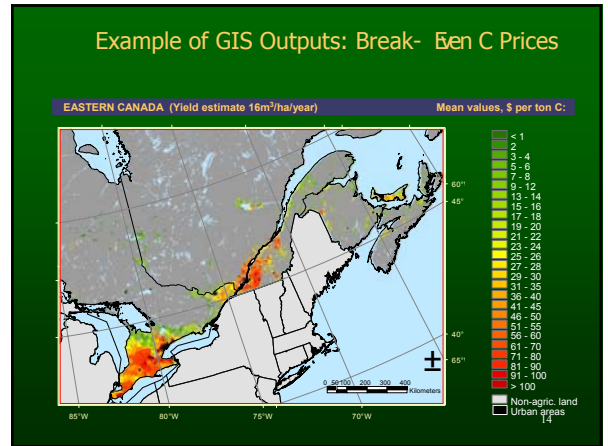 Example of GIS Outputs: Break- Even C Prices
EASTERN CANADA (Yield estimate 16m³/ha/year)
Mean values, $ per ton C:
< 1
2
3 - 4
5 - 6
7 - 8
9 - 12
13 - 14
15 - 16
17 - 18
19 - 20
21 - 22
23 - 24
25 - 26
27 - 28
29 - 30
31 - 35
36 - 40
41 - 45
46 - 50
51 - 55
56 - 60
61 - 70
71 - 80
81 - 90
91 - 100
> 100
Non-agric. land
Urban areas
60°
45°
40°
65°
±
0 50 100 200 300 400
Kilometers
85°W
80°W
75°W
70°W
14